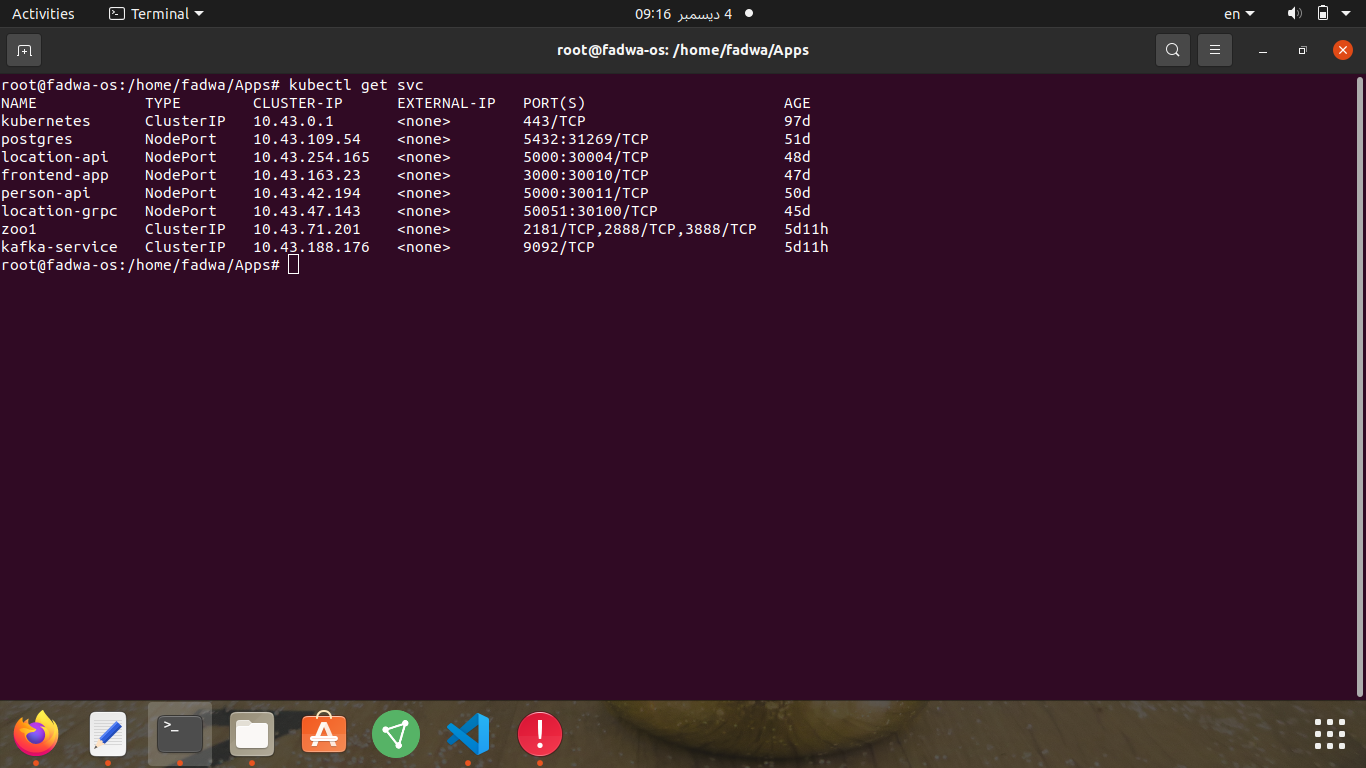 Activities Terminal 09:16 4 ديسمبر en
root@fadwa-os: /home/fadwa/Apps
root@fadwa-os:/home/fadwa/Apps# kubectl get svc
NAME TYPE CLUSTER-IP EXTERNAL-IP PORT(S) AGE
kubernetes ClusterIP 10.43.0.1 <none> 443/TCP 97d
postgres NodePort 10.43.109.54 <none> 5432:31269/TCP 51d
location-api NodePort 10.43.254.165 <none> 5000:30004/TCP 48d
frontend-app NodePort 10.43.163.23 <none> 3000:30010/TCP 47d
person-api NodePort 10.43.42.194 <none> 5000:30011/TCP 50d
location-grpc NodePort 10.43.47.143 <none> 50051:30100/TCP 45d
zoo1 ClusterIP 10.43.71.201 <none> 2181/TCP,2888/TCP,3888/TCP 5d11h
kafka-service ClusterIP 10.43.188.176 <none> 9092/TCP 5d11h
root@fadwa-os:/home/fadwa/Apps#